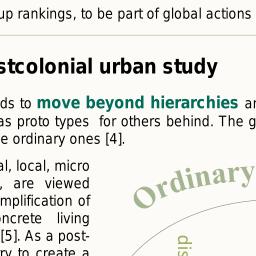 up rankings, to be part of global actions
stcolonial urban study
ds to move beyond hierarchies
as proto types for others behind. The g
e ordinary ones [4].
al, local, micro
, are viewed
mplification of
ncrete living
[5]. As a post-
ry to create a
Ordinary
dis